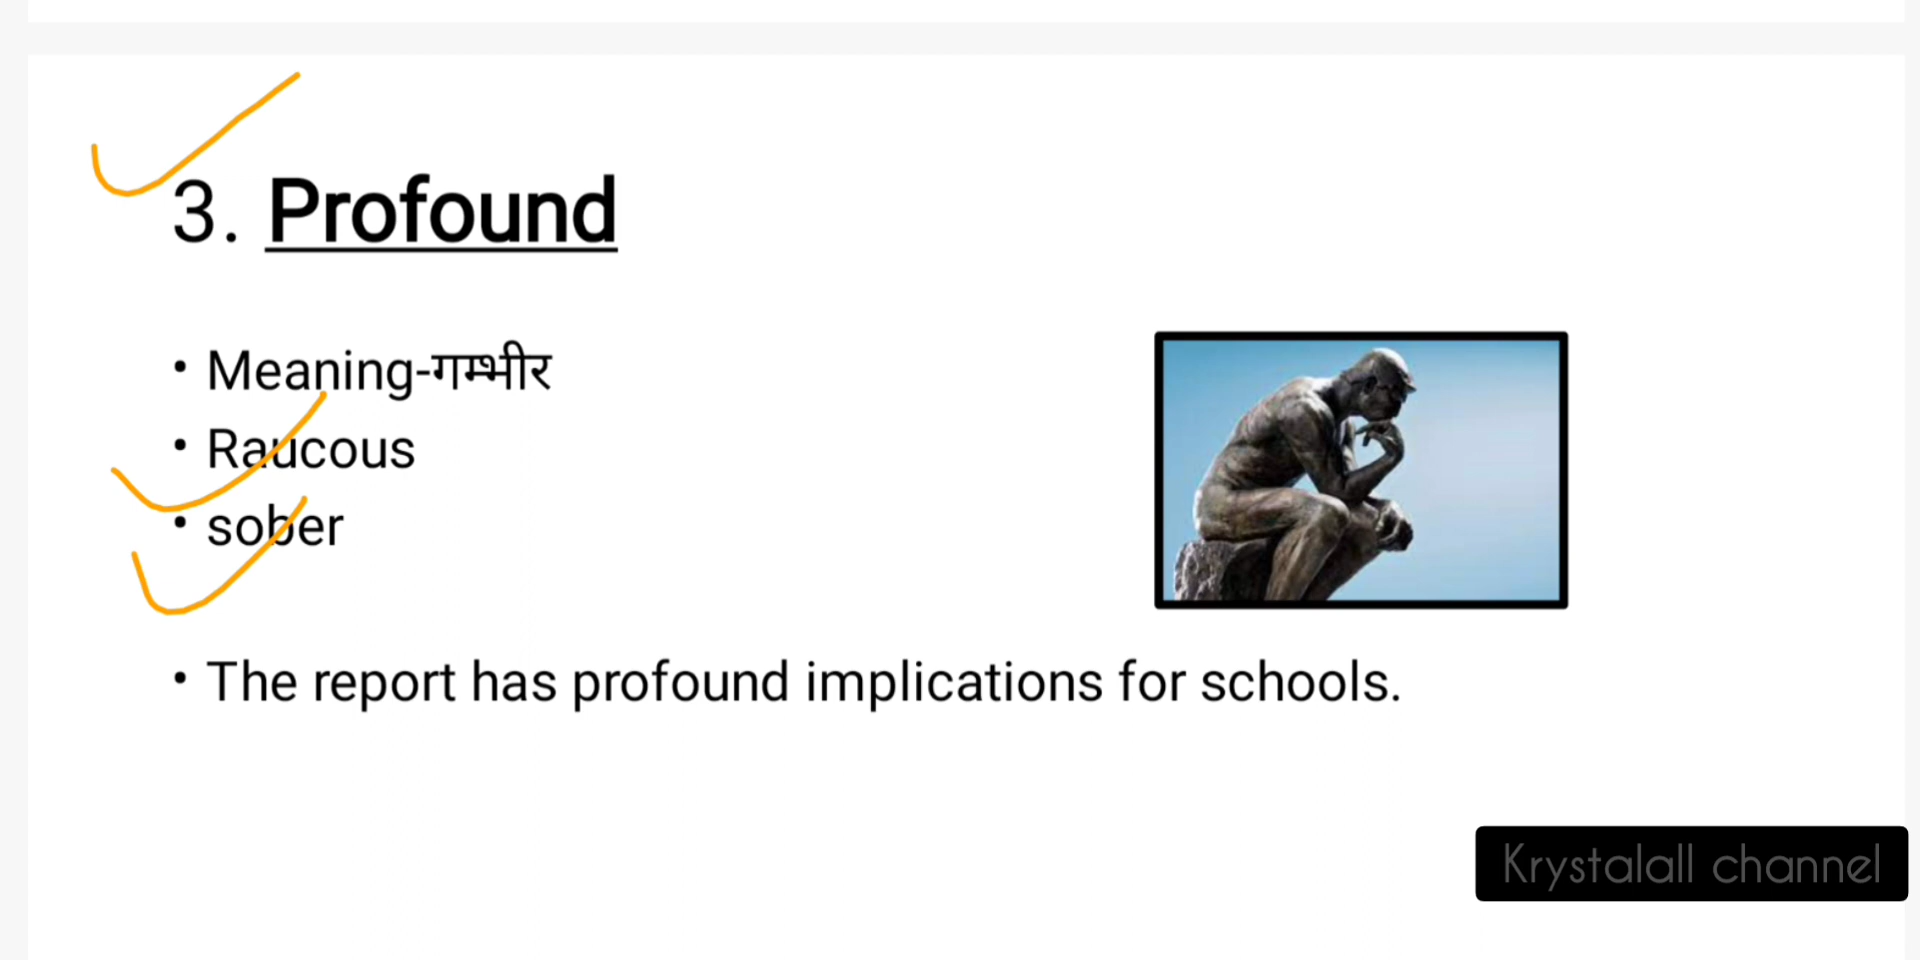 3. Profound
• Meaning-गम्भीर
• Raucous
• sober
• The report has profound implications for schools.
Krystalall channel